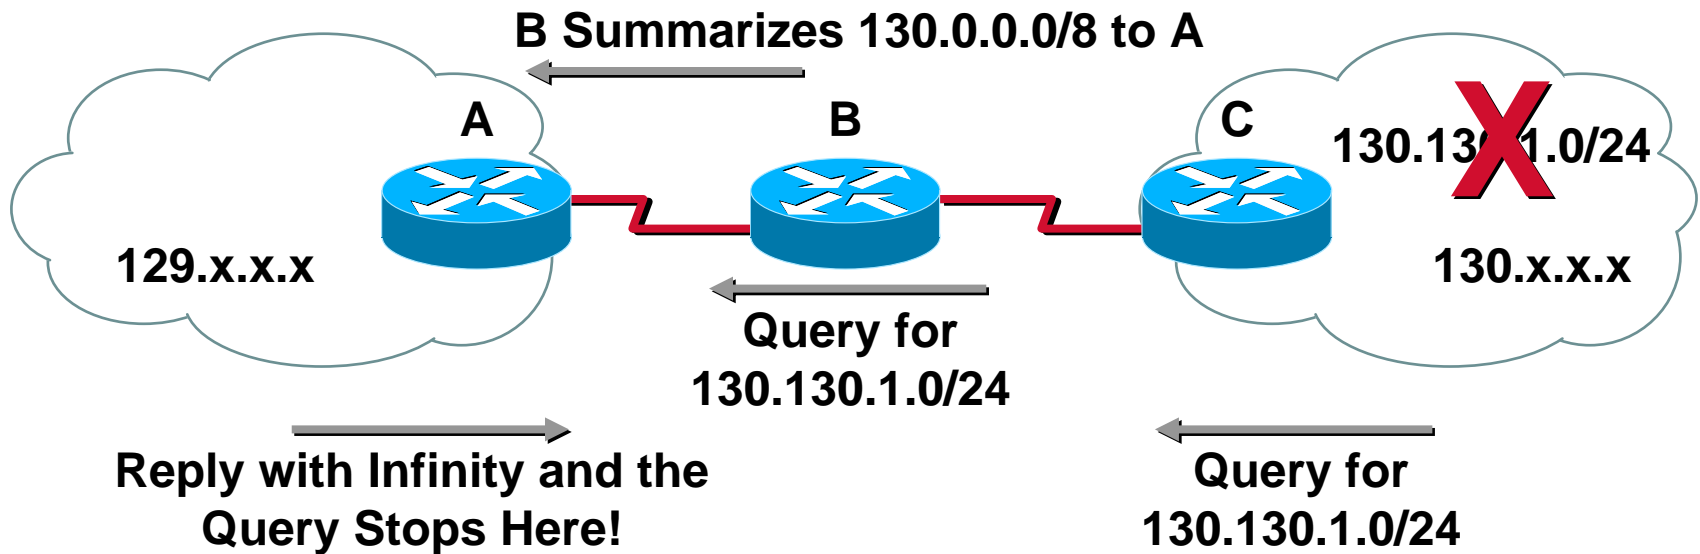 B Summarizes 130.0.0.0/8 to A
A
B
C
130.130.1.0/24
129.x.x.x
130.x.x.x
Query for
130.130.1.0/24
Reply with Infinity and the
Query Stops Here!
Query for
130.130.1.0/24